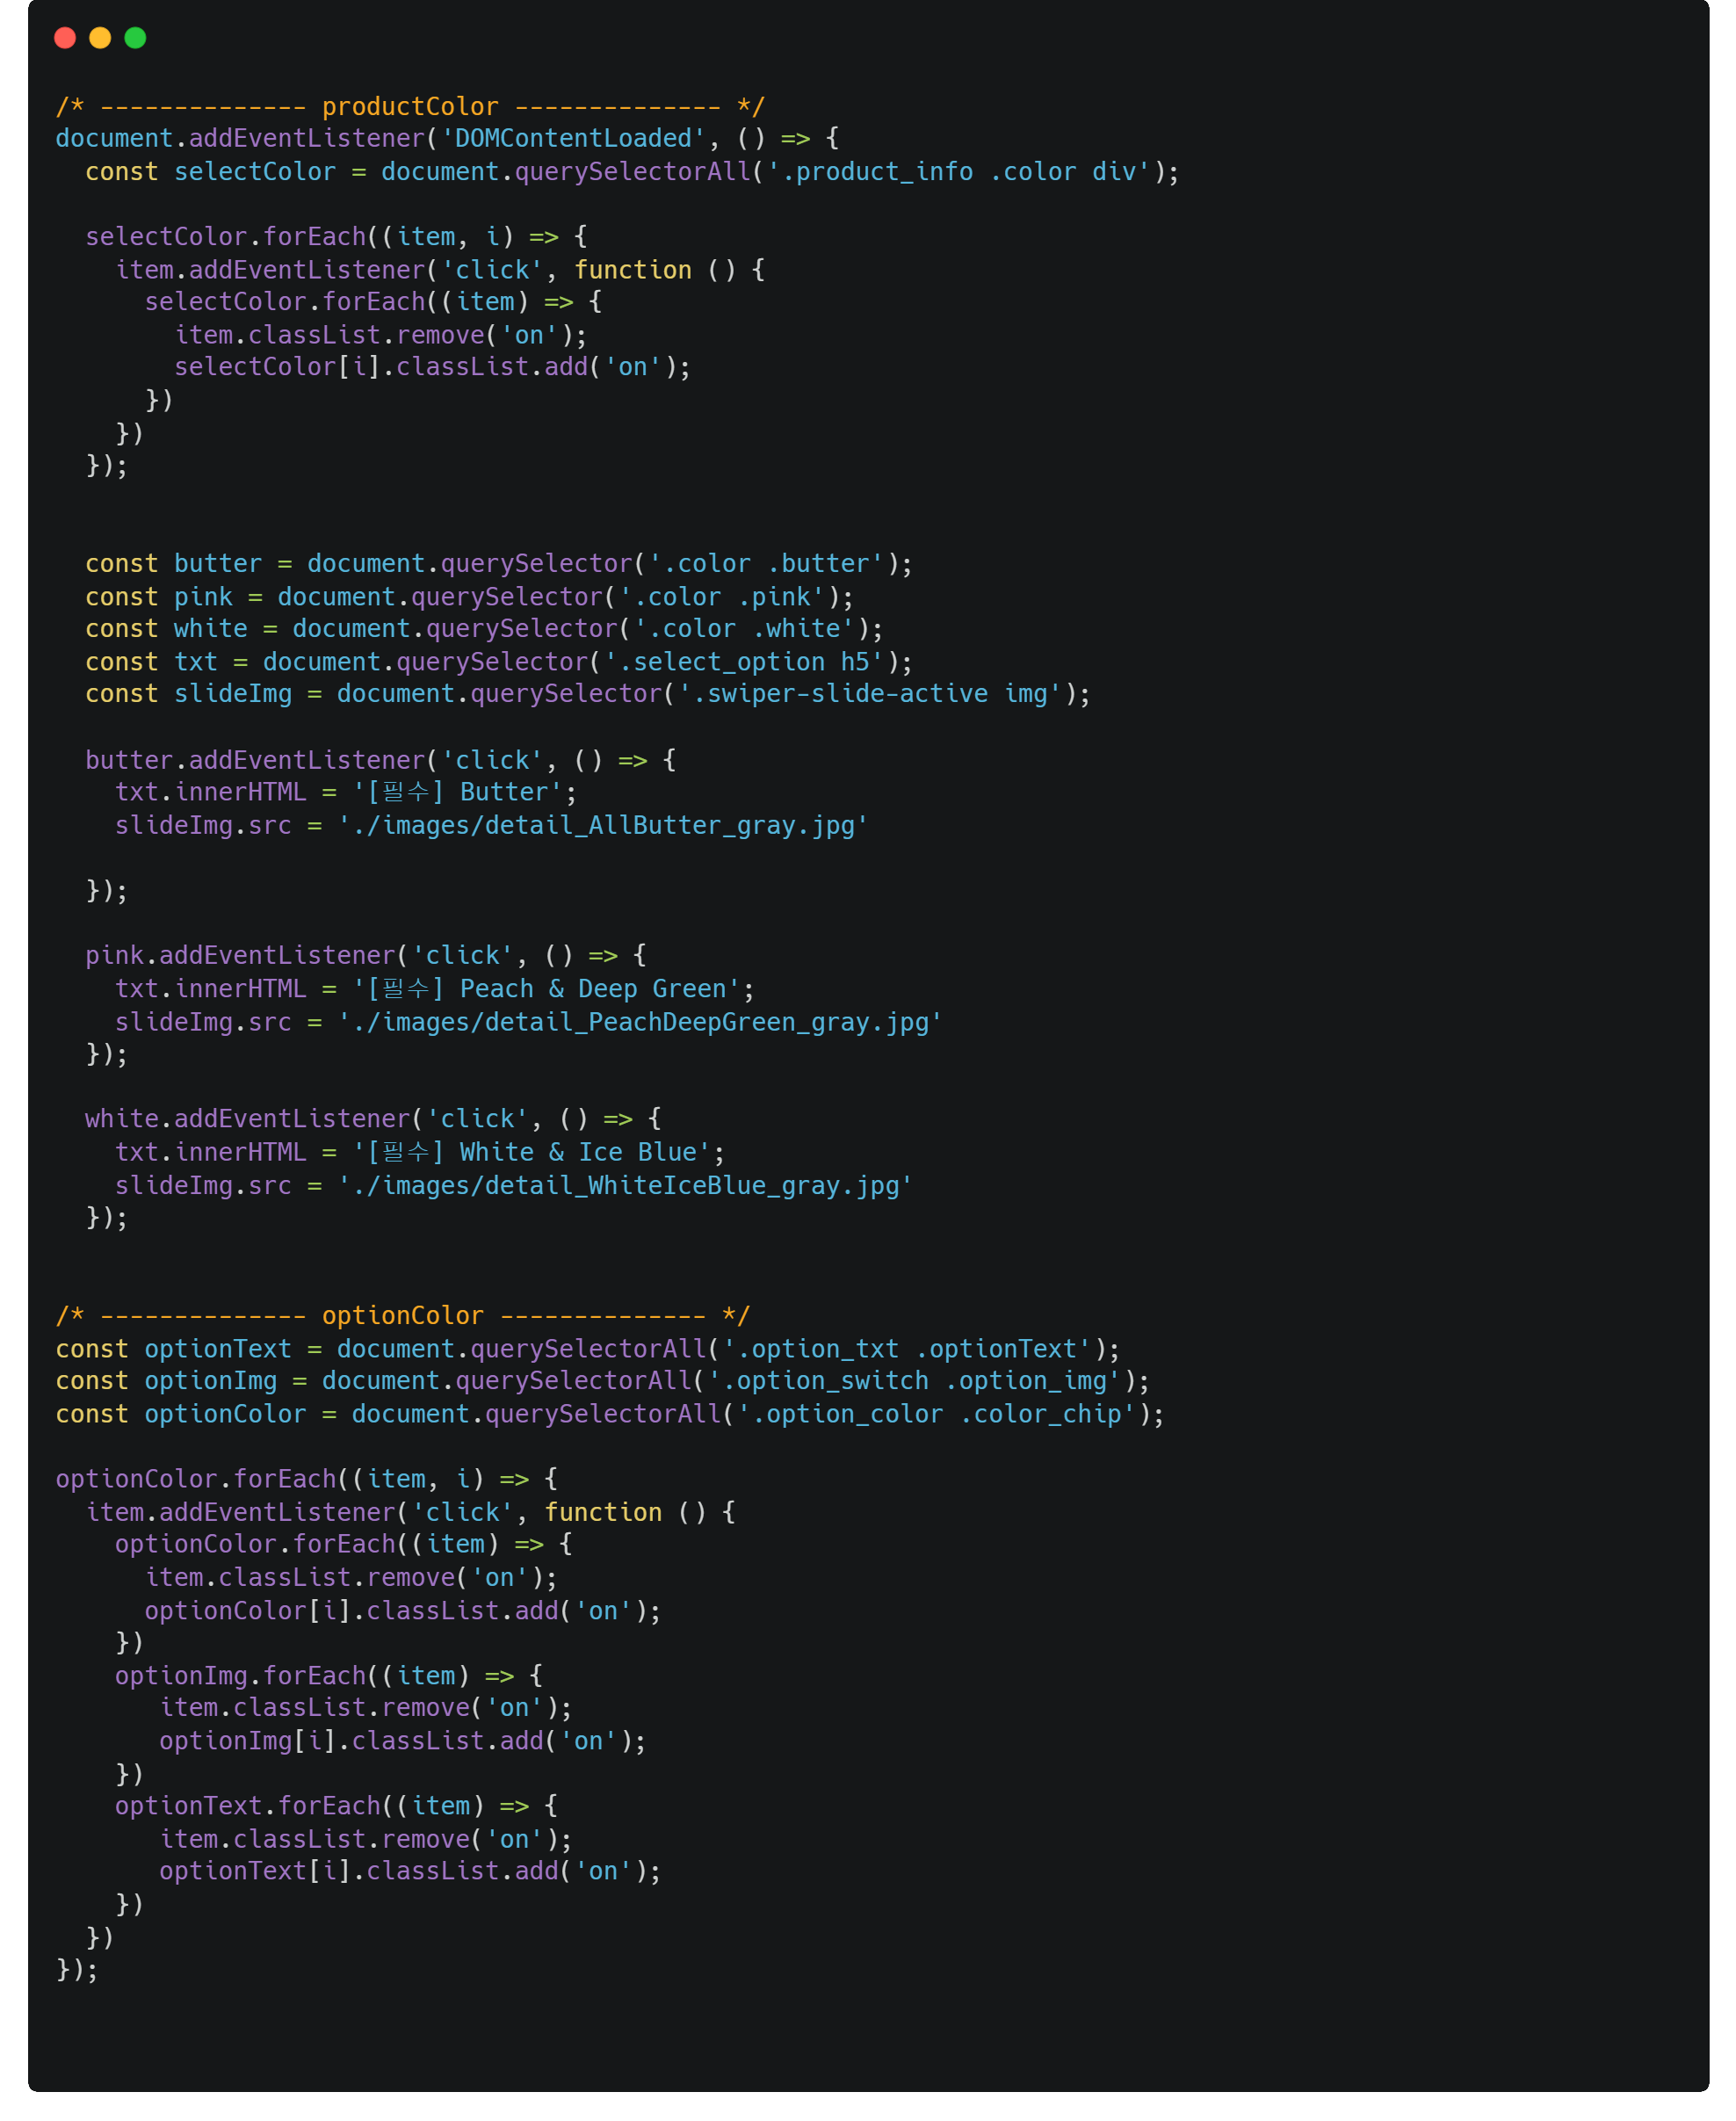 /* -------------- productColor -------------- */
document.addEventListener('DOMContentLoaded', () => {
  const selectColor = document.querySelectorAll('.product_info .color div');

  selectColor.forEach((item, i) => {
    item.addEventListener('click', function () {
      selectColor.forEach((item) => {
        item.classList.remove('on');
        selectColor[i].classList.add('on');
      })
    })
  });


  const butter = document.querySelector('.color .butter');
  const pink = document.querySelector('.color .pink');
  const white = document.querySelector('.color .white');
  const txt = document.querySelector('.select_option h5');
  const slideImg = document.querySelector('.swiper-slide-active img');

  butter.addEventListener('click', () => {
    txt.innerHTML = '[필수] Butter';
    slideImg.src = './images/detail_AllButter_gray.jpg'

  });

  pink.addEventListener('click', () => {
    txt.innerHTML = '[필수] Peach & Deep Green';
    slideImg.src = './images/detail_PeachDeepGreen_gray.jpg'
  });

  white.addEventListener('click', () => {
    txt.innerHTML = '[필수] White & Ice Blue';
    slideImg.src = './images/detail_WhiteIceBlue_gray.jpg'
  });


/* -------------- optionColor -------------- */
const optionText = document.querySelectorAll('.option_txt .optionText');
const optionImg = document.querySelectorAll('.option_switch .option_img');
const optionColor = document.querySelectorAll('.option_color .color_chip');

optionColor.forEach((item, i) => {
  item.addEventListener('click', function () {
    optionColor.forEach((item) => {
      item.classList.remove('on');
      optionColor[i].classList.add('on');
    })
    optionImg.forEach((item) => {
       item.classList.remove('on');
       optionImg[i].classList.add('on');
    })
    optionText.forEach((item) => {
       item.classList.remove('on');
       optionText[i].classList.add('on');
    })
  })
});